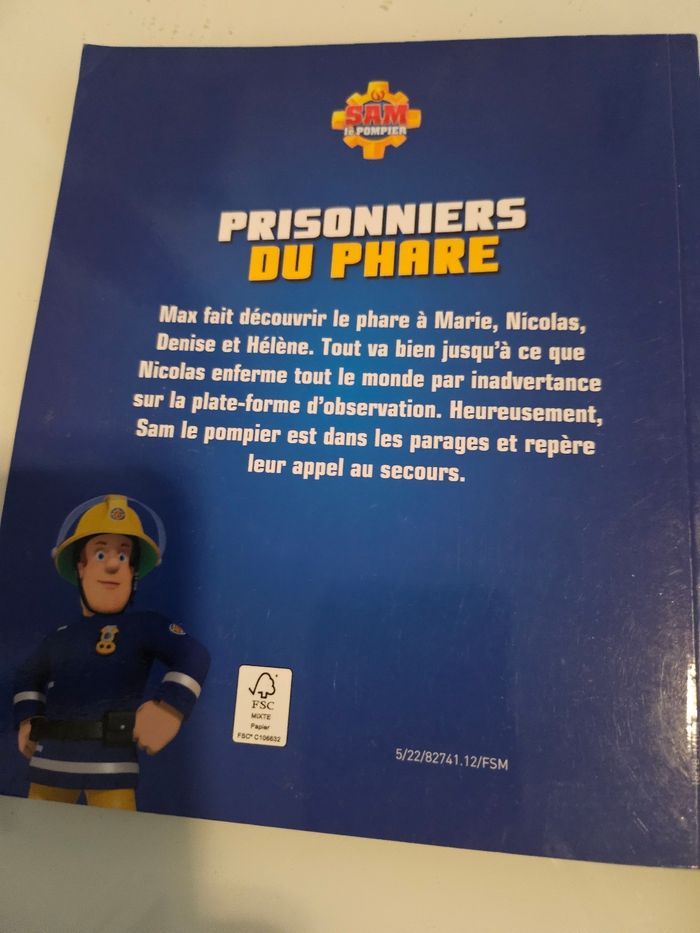 SAM
le POMPIER
PRISONNIERS
DU PHARE
Max fait découvrir le phare à Marie, Nicolas,
Denise et Hélène. Tout va bien jusqu'à ce que
Nicolas enferme tout le monde par inadvertance
sur la plate-forme d'observation. Heureusement,
Sam le pompier est dans les parages et repère
leur appel au secours.
FSC
MIXTE
Papier
FSC® C106632
5/22/82741.12/FSM